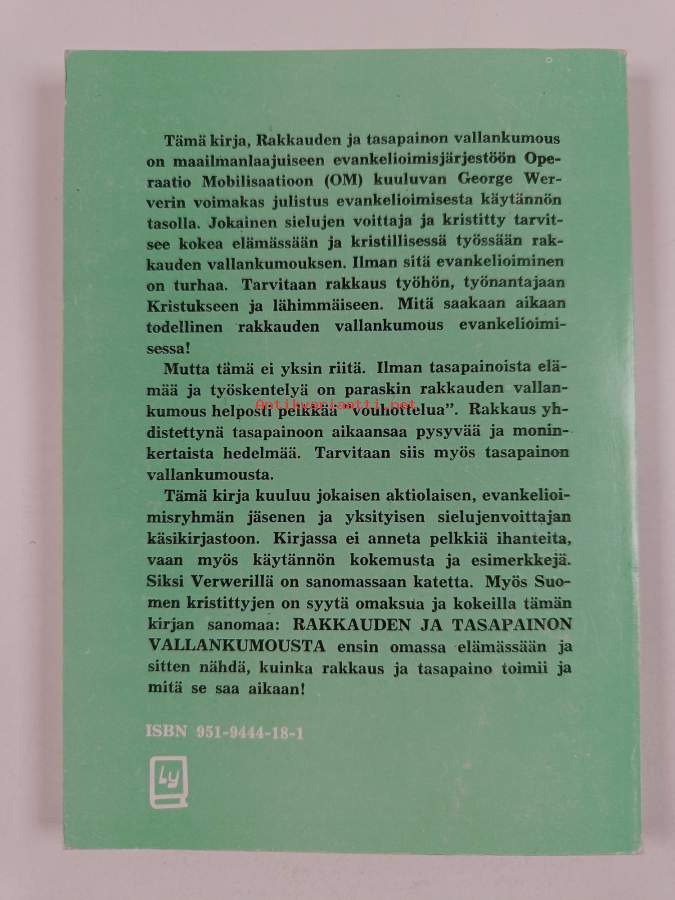 Tämä kirja, Rakkauden ja tasapainon vallankumous
on maailmanlaajuiseen evankelioimisjärjestöön Ope-
raatio Mobilisaatioon (OM) kuuluvan George Wer-
verin voimakas julistus evankelioimisesta käytännön
tasolla. Jokainen sielujen voittaja ja kristitty tarvit-
see kokea elämässään ja kristillisessä työssään rak-
kauden vallankumouksen. Ilman sitä evankelioiminen
on turhaa. Tarvitaan rakkaus työhön, työnantajaan
Kristukseen ja lähimmäiseen. Mitä saakaan aikaan
todellinen rakkauden vallankumous evankelioimi-
sessa!
Mutta tämä ei yksin riitä. Ilman tasapainoista elä-
mää ja työskentelyä on paraskin rakkauden vallan-
kumous helposti pelkkää "vouhottelua". Rakkaus yh-
distettynä tasapainoon aikaansaa pysyvää ja monin-
kertaista hedelmää. Tarvitaan siis myös tasapainon
vallankumousta.
Tämä kirja kuuluu jokaisen aktiolaisen, evankelioi-
misryhmän jäsenen ja yksityisen sielujenvoittajan
käsikirjastoon. Kirjassa ei anneta pelkkiä ihanteita,
vaan myös käytännön kokemusta ja esimerkkejä.
Siksi Verwerillä on sanomassaan katetta. Myös Suo-
men kristittyjen on syytä omaksua ja kokeilla tämän
kirjan sanomaa: RAKKAUDEN JA TASAPAINON
VALLANKUMOUSTA ensin omassa elämässään ja
sitten nähdä, kuinka rakkaus ja tasapaino toimii ja
mitä se saa aikaan!
ISBN 951-9444-18-1
Ly
Antikvariaatti.net